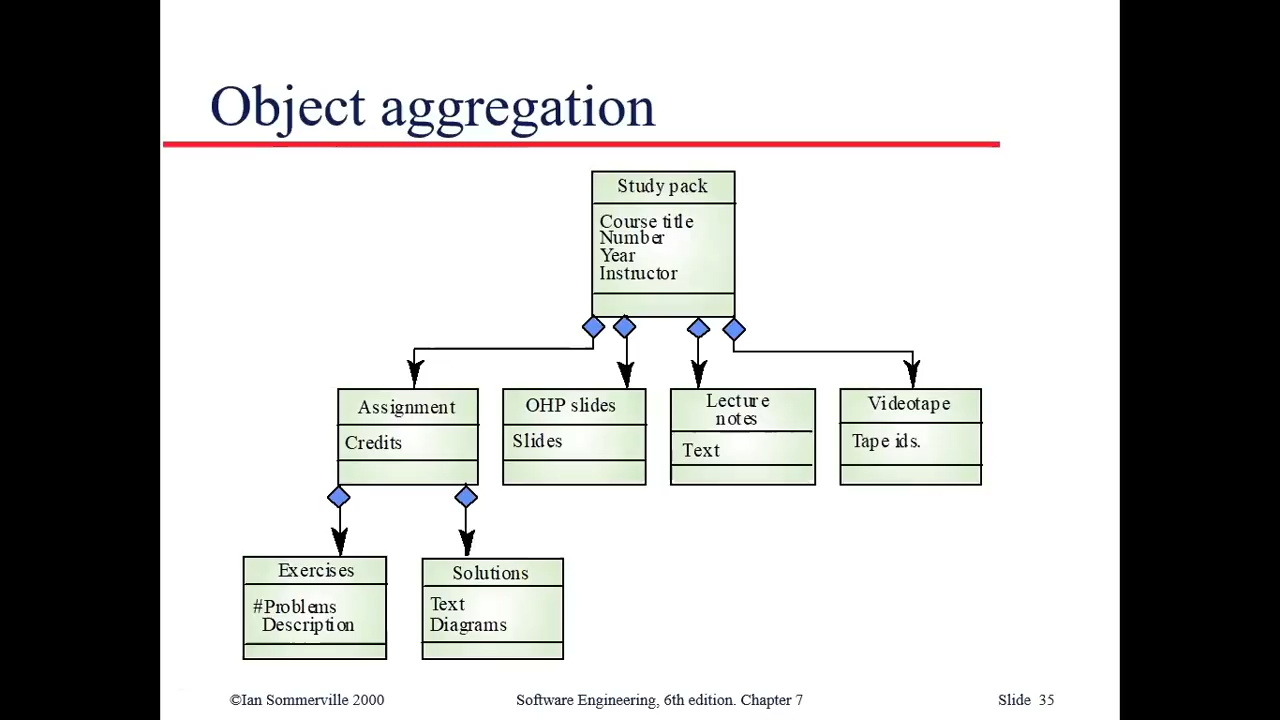 Object aggregation
Study pack
Course title
Number
Year
Instructor
Assignment
Credits
OHP slides
Slides
Lecture
notes
Text
Videotape
Tape ids.
Exercises
#Problems
Description
Solutions
Text
Diagrams
©Ian Sommerville 2000
Software Engineering, 6th edition. Chapter 7
Slide 35